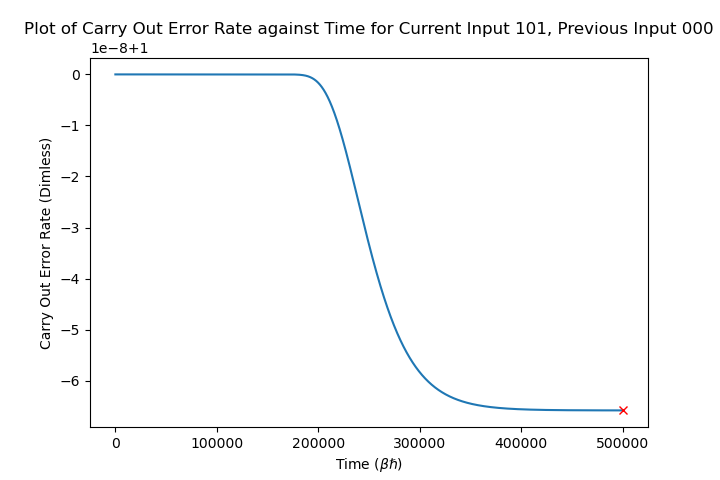 Plot of Carry Out Error Rate against Time for Current Input 101, Previous Input 000
1e−8+1
0
−1
−2
−3
−4
−5
−6
Carry Out Error Rate (Dimless)
0 100000 200000 300000 400000 500000
Time (βħ)